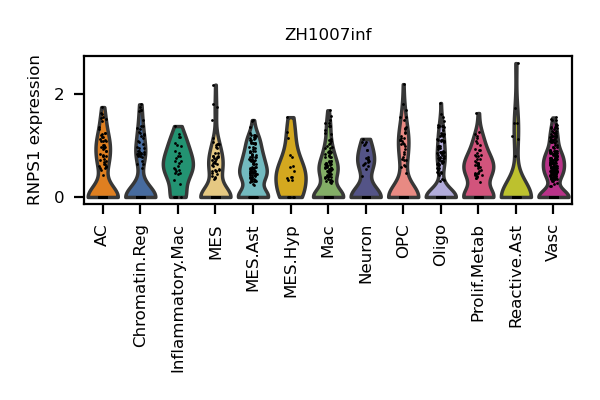 ZH1007inf
RNPS1 expression
2
0
AC
Chromatin.Reg
Inflammatory.Mac
MES
MES.Ast
MES.Hyp
Mac
Neuron
OPC
Oligo
Prolif.Metab
Reactive.Ast
Vasc